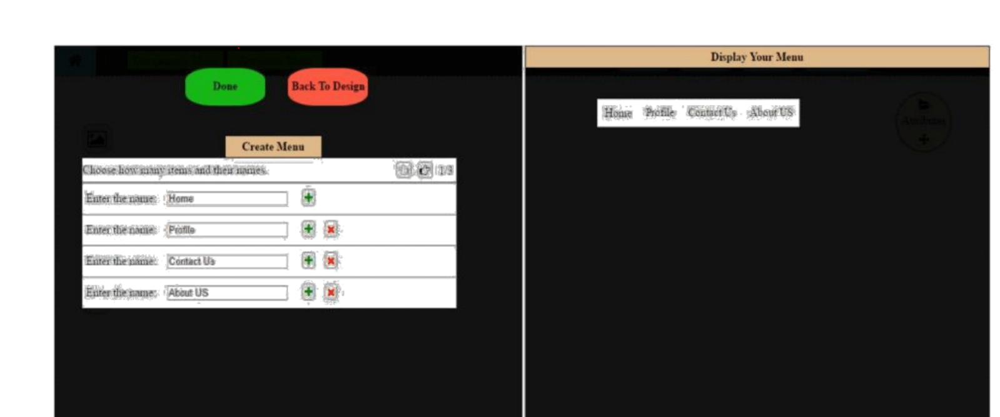 Done
Back To Design
Create Menu
Choose how many items and their names.
1/3
Enter the name:
Home
Enter the name:
Profile
Enter the name:
Contact Us
Enter the name:
About US
Display Your Menu
Home Profile Contact Us About US
Attributes